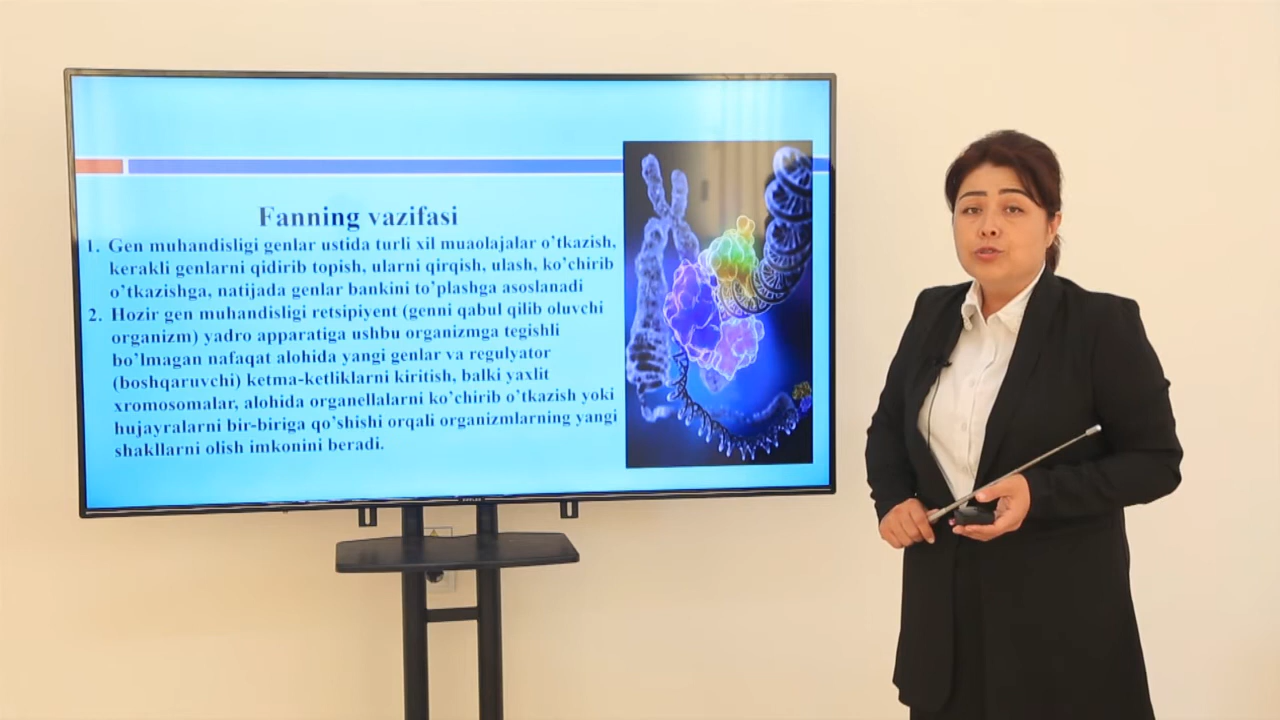 Fanning vazifasi
1. Gen muhandisligi genlar ustida turli xil muaolajalar o’tkazish,
kerakli genlarni qidirib topish, ularni qirqish, ulash, ko’chirib
o’tkazishga, natijada genlar bankini to’plashga asoslanadi
2. Hozir gen muhandisligi retsipiyent (genni qabul qilib oluvchi
organizm) yadro apparatiga ushbu organizmga tegishli
bo’lmagan nafaqat alohida yangi genlar va regulyator
(boshqaruvchi) ketma-ketliklarni kiritish, balki yaxlit
xromosomalar, alohida organellalarni ko’chirib o’tkazish yoki
hujayralarni bir-biriga qo’shishi orqali organizmlarning yangi
shakllarni olish imkonini beradi.